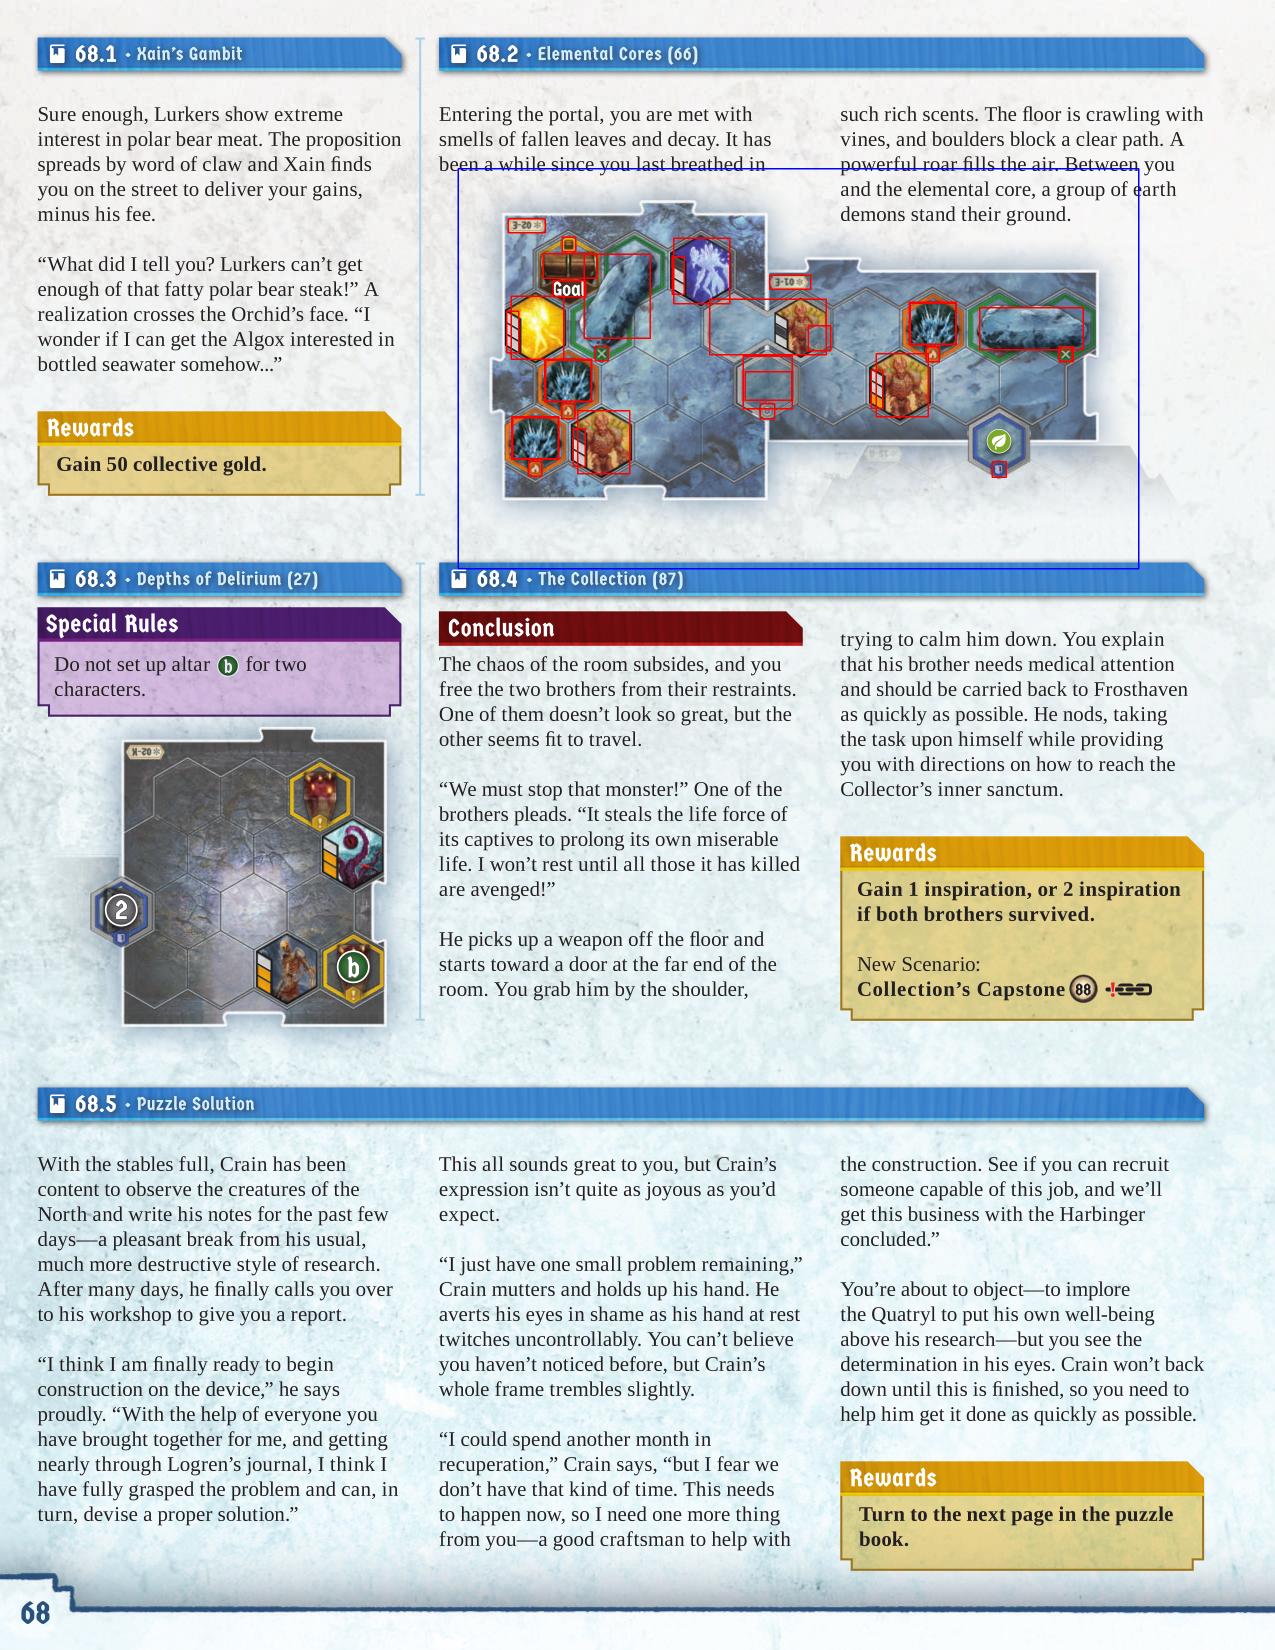 68.1 • Xain’s Gambit
Sure enough, Lurkers show extreme
interest in polar bear meat. The proposition
spreads by word of claw and Xain finds
you on the street to deliver your gains,
minus his fee.
“What did I tell you? Lurkers can’t get
enough of that fatty polar bear steak!” A
realization crosses the Orchid’s face. “I
wonder if I can get the Algox interested in
bottled seawater somehow...”
Rewards
Gain 50 collective gold.
68.2 • Elemental Cores (66)
Entering the portal, you are met with
smells of fallen leaves and decay. It has
been a while since you last breathed in
such rich scents. The floor is crawling with
vines, and boulders block a clear path. A
powerful roar fills the air. Between you
and the elemental core, a group of earth
demons stand their ground.
E-02
Goal
E-01
68.3 • Depths of Delirium (27)
Special Rules
Do not set up altar b for two
characters.
K-02
2
b
68.4 • The Collection (87)
Conclusion
The chaos of the room subsides, and you
free the two brothers from their restraints.
One of them doesn’t look so great, but the
other seems fit to travel.
“We must stop that monster!” One of the
brothers pleads. “It steals the life force of
its captives to prolong its own miserable
life. I won’t rest until all those it has killed
are avenged!”
He picks up a weapon off the floor and
starts toward a door at the far end of the
room. You grab him by the shoulder,
trying to calm him down. You explain
that his brother needs medical attention
and should be carried back to Frosthaven
as quickly as possible. He nods, taking
the task upon himself while providing
you with directions on how to reach the
Collector’s inner sanctum.
Rewards
Gain 1 inspiration, or 2 inspiration
if both brothers survived.
New Scenario:
Collection’s Capstone 88
68.5 • Puzzle Solution
With the stables full, Crain has been
content to observe the creatures of the
North and write his notes for the past few
days—a pleasant break from his usual,
much more destructive style of research.
After many days, he finally calls you over
to his workshop to give you a report.
“I think I am finally ready to begin
construction on the device,” he says
proudly. “With the help of everyone you
have brought together for me, and getting
nearly through Logren’s journal, I think I
have fully grasped the problem and can, in
turn, devise a proper solution.”
This all sounds great to you, but Crain’s
expression isn’t quite as joyous as you’d
expect.
“I just have one small problem remaining,”
Crain mutters and holds up his hand. He
averts his eyes in shame as his hand at rest
twitches uncontrollably. You can’t believe
you haven’t noticed before, but Crain’s
whole frame trembles slightly.
“I could spend another month in
recuperation,” Crain says, “but I fear we
don’t have that kind of time. This needs
to happen now, so I need one more thing
from you—a good craftsman to help with
the construction. See if you can recruit
someone capable of this job, and we’ll
get this business with the Harbinger
concluded.”
You’re about to object—to implore
the Quatryl to put his own well-being
above his research—but you see the
determination in his eyes. Crain won’t back
down until this is finished, so you need to
help him get it done as quickly as possible.
Rewards
Turn to the next page in the puzzle
book.
68